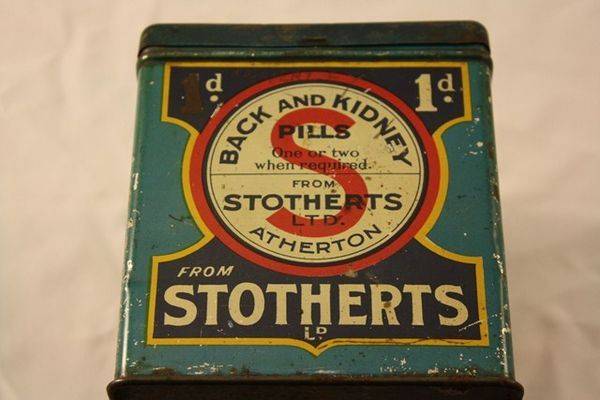 1d. 1d.
BACK AND KIDNEY
PILLS
One or two
when required.
FROM
STOTHERTS
LTD.
ATHERTON
S
FROM
STOTHERTS
LD